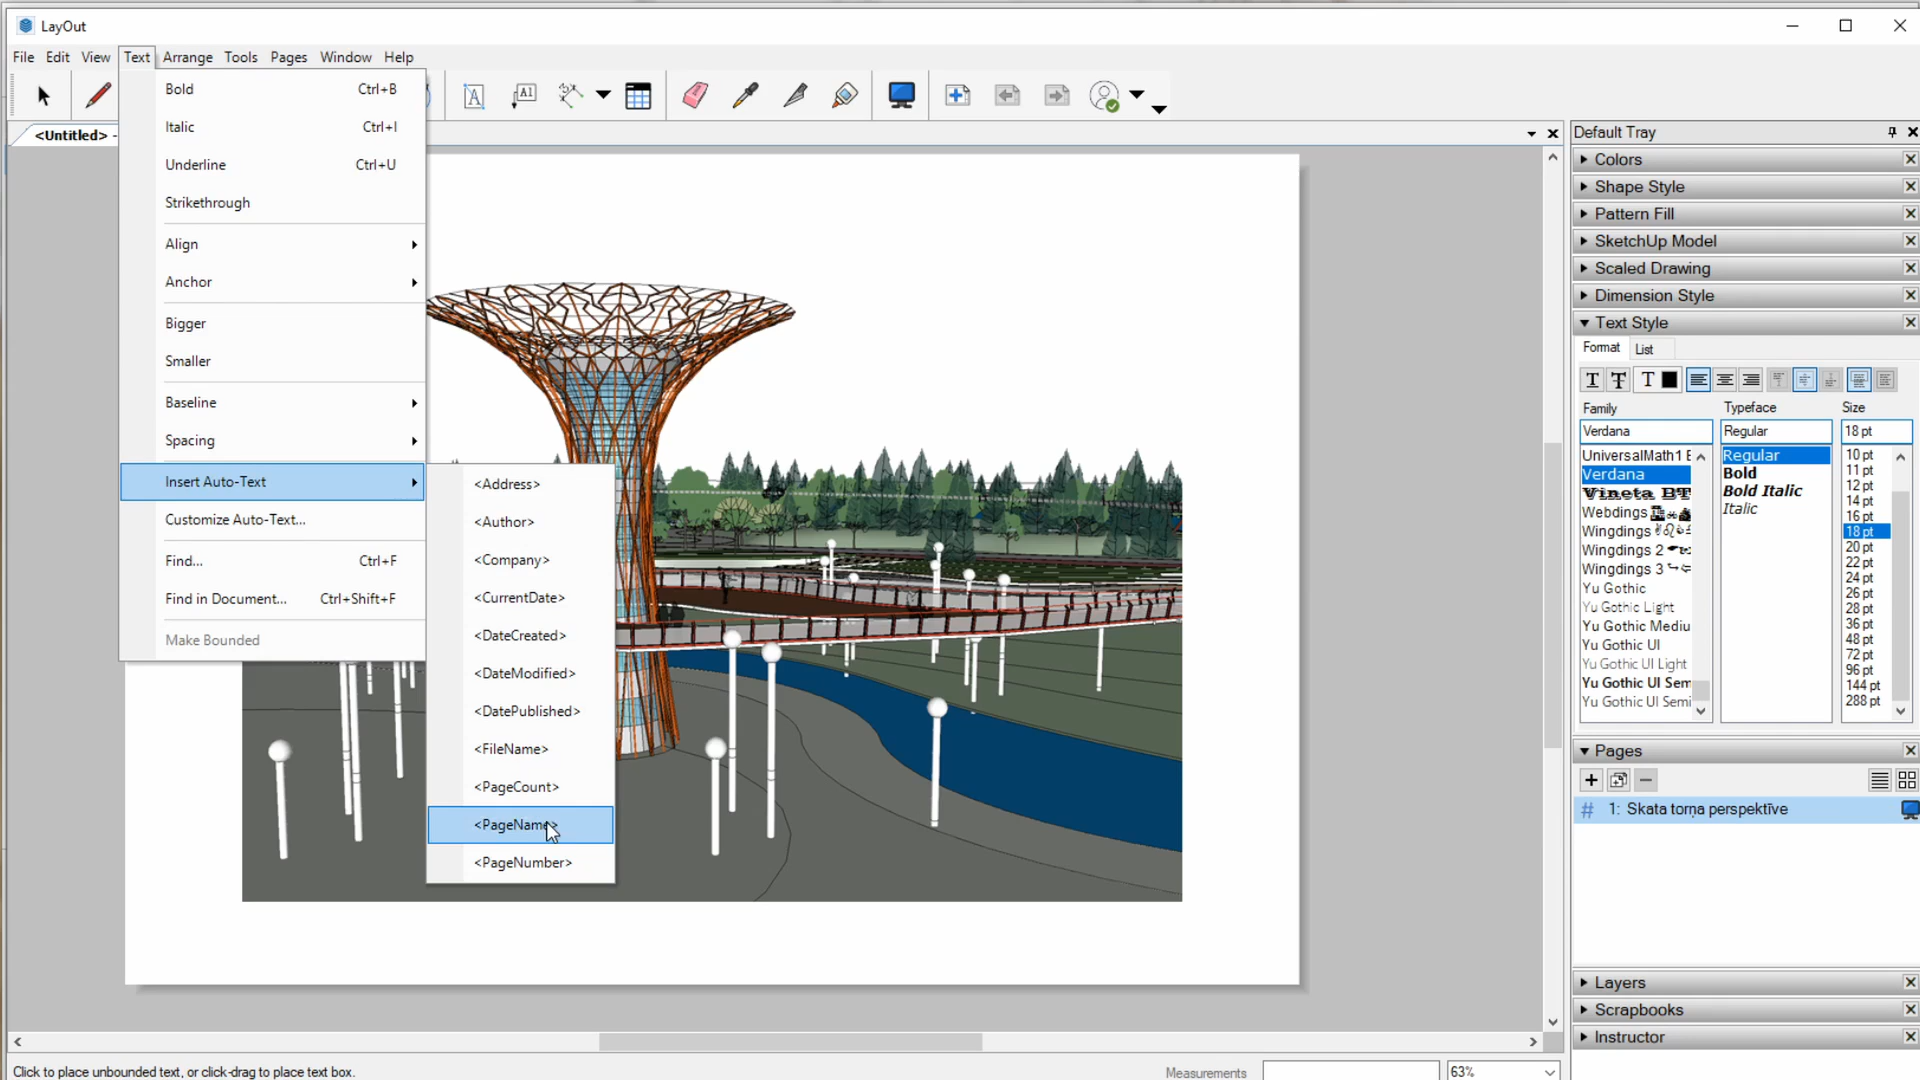 LayOut
File Edit View Text Arrange Tools Pages Window Help
<Untitled> -
Bold Ctrl+B
Italic Ctrl+I
Underline Ctrl+U
Strikethrough
Align
Anchor
Bigger
Smaller
Baseline
Spacing
Insert Auto-Text
Customize Auto-Text...
Find... Ctrl+F
Find in Document... Ctrl+Shift+F
Make Bounded
<Address>
<Author>
<Company>
<CurrentDate>
<DateCreated>
<DateModified>
<DatePublished>
<FileName>
<PageCount>
<PageName>
<PageNumber>
Default Tray
Colors
Shape Style
Pattern Fill
SketchUp Model
Scaled Drawing
Dimension Style
Text Style
Format List
Family Typeface Size
Verdana Regular 18 pt
UniversalMath1 B
Verdana
Vineta BT
Webdings
Wingdings
Wingdings 2
Wingdings 3
Yu Gothic
Yu Gothic Light
Yu Gothic Mediu
Yu Gothic UI
Yu Gothic UI Light
Yu Gothic UI Sem
Yu Gothic UI Semi
Regular
Bold
Bold Italic
Italic
10 pt
11 pt
12 pt
14 pt
16 pt
18 pt
20 pt
22 pt
24 pt
26 pt
28 pt
36 pt
48 pt
72 pt
96 pt
144 pt
288 pt
Pages
# 1: Skata torņa perspektīve
Layers
Scrapbooks
Instructor
Click to place unbounded text, or click-drag to place text box.
Measurements 63%